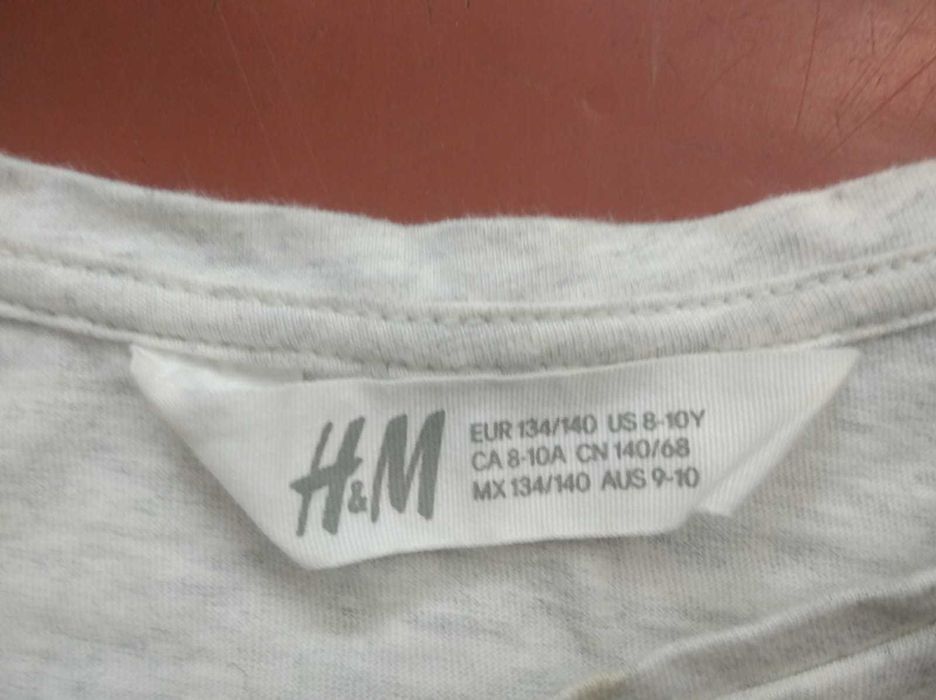 H&M
EUR 134/140 US 8-10Y
CA 8-10A CN 140/68
MX 134/140 AUS 9-10